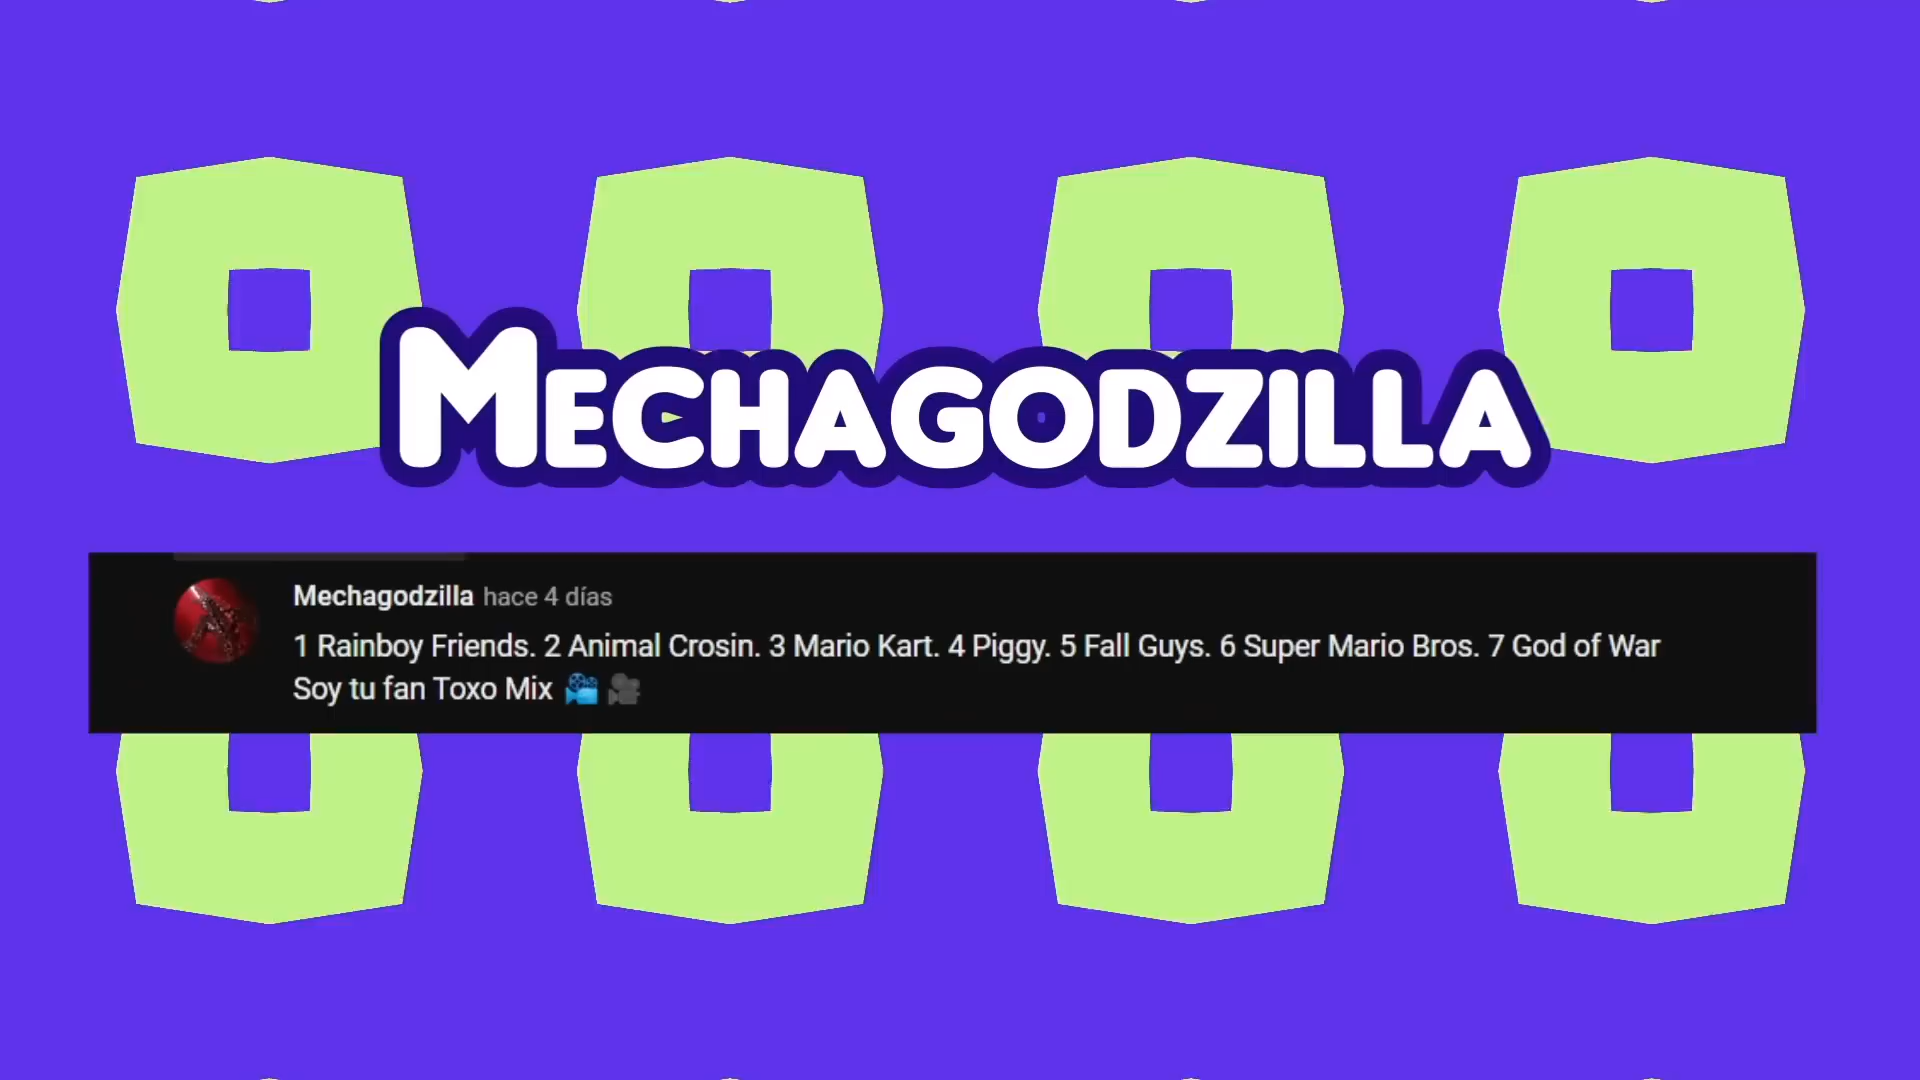 MECHAGODZILLA
Mechagodzilla hace 4 días
1 Rainboy Friends. 2 Animal Crosin. 3 Mario Kart. 4 Piggy. 5 Fall Guys. 6 Super Mario Bros. 7 God of War
Soy tu fan Toxo Mix 📽 🎥